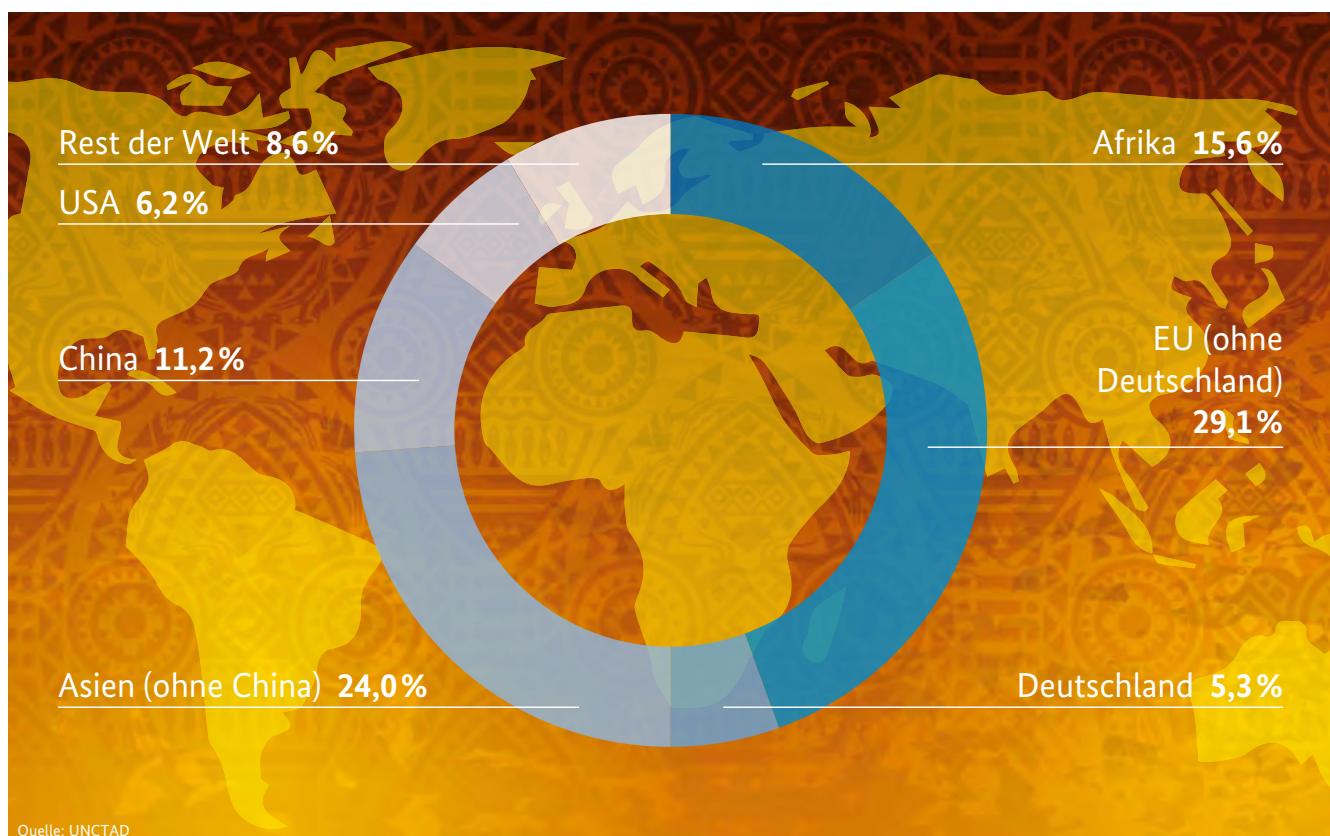 Rest der Welt 8,6 %
USA 6,2 %
China 11,2 %
Asien (ohne China) 24,0 %
Afrika 15,6 %
EU (ohne
Deutschland)
29,1 %
Deutschland 5,3 %
Quelle: UNCTAD